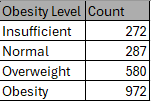 Obesity Level Count
Insufficient 272
Normal 287
Overweight 580
Obesity 972